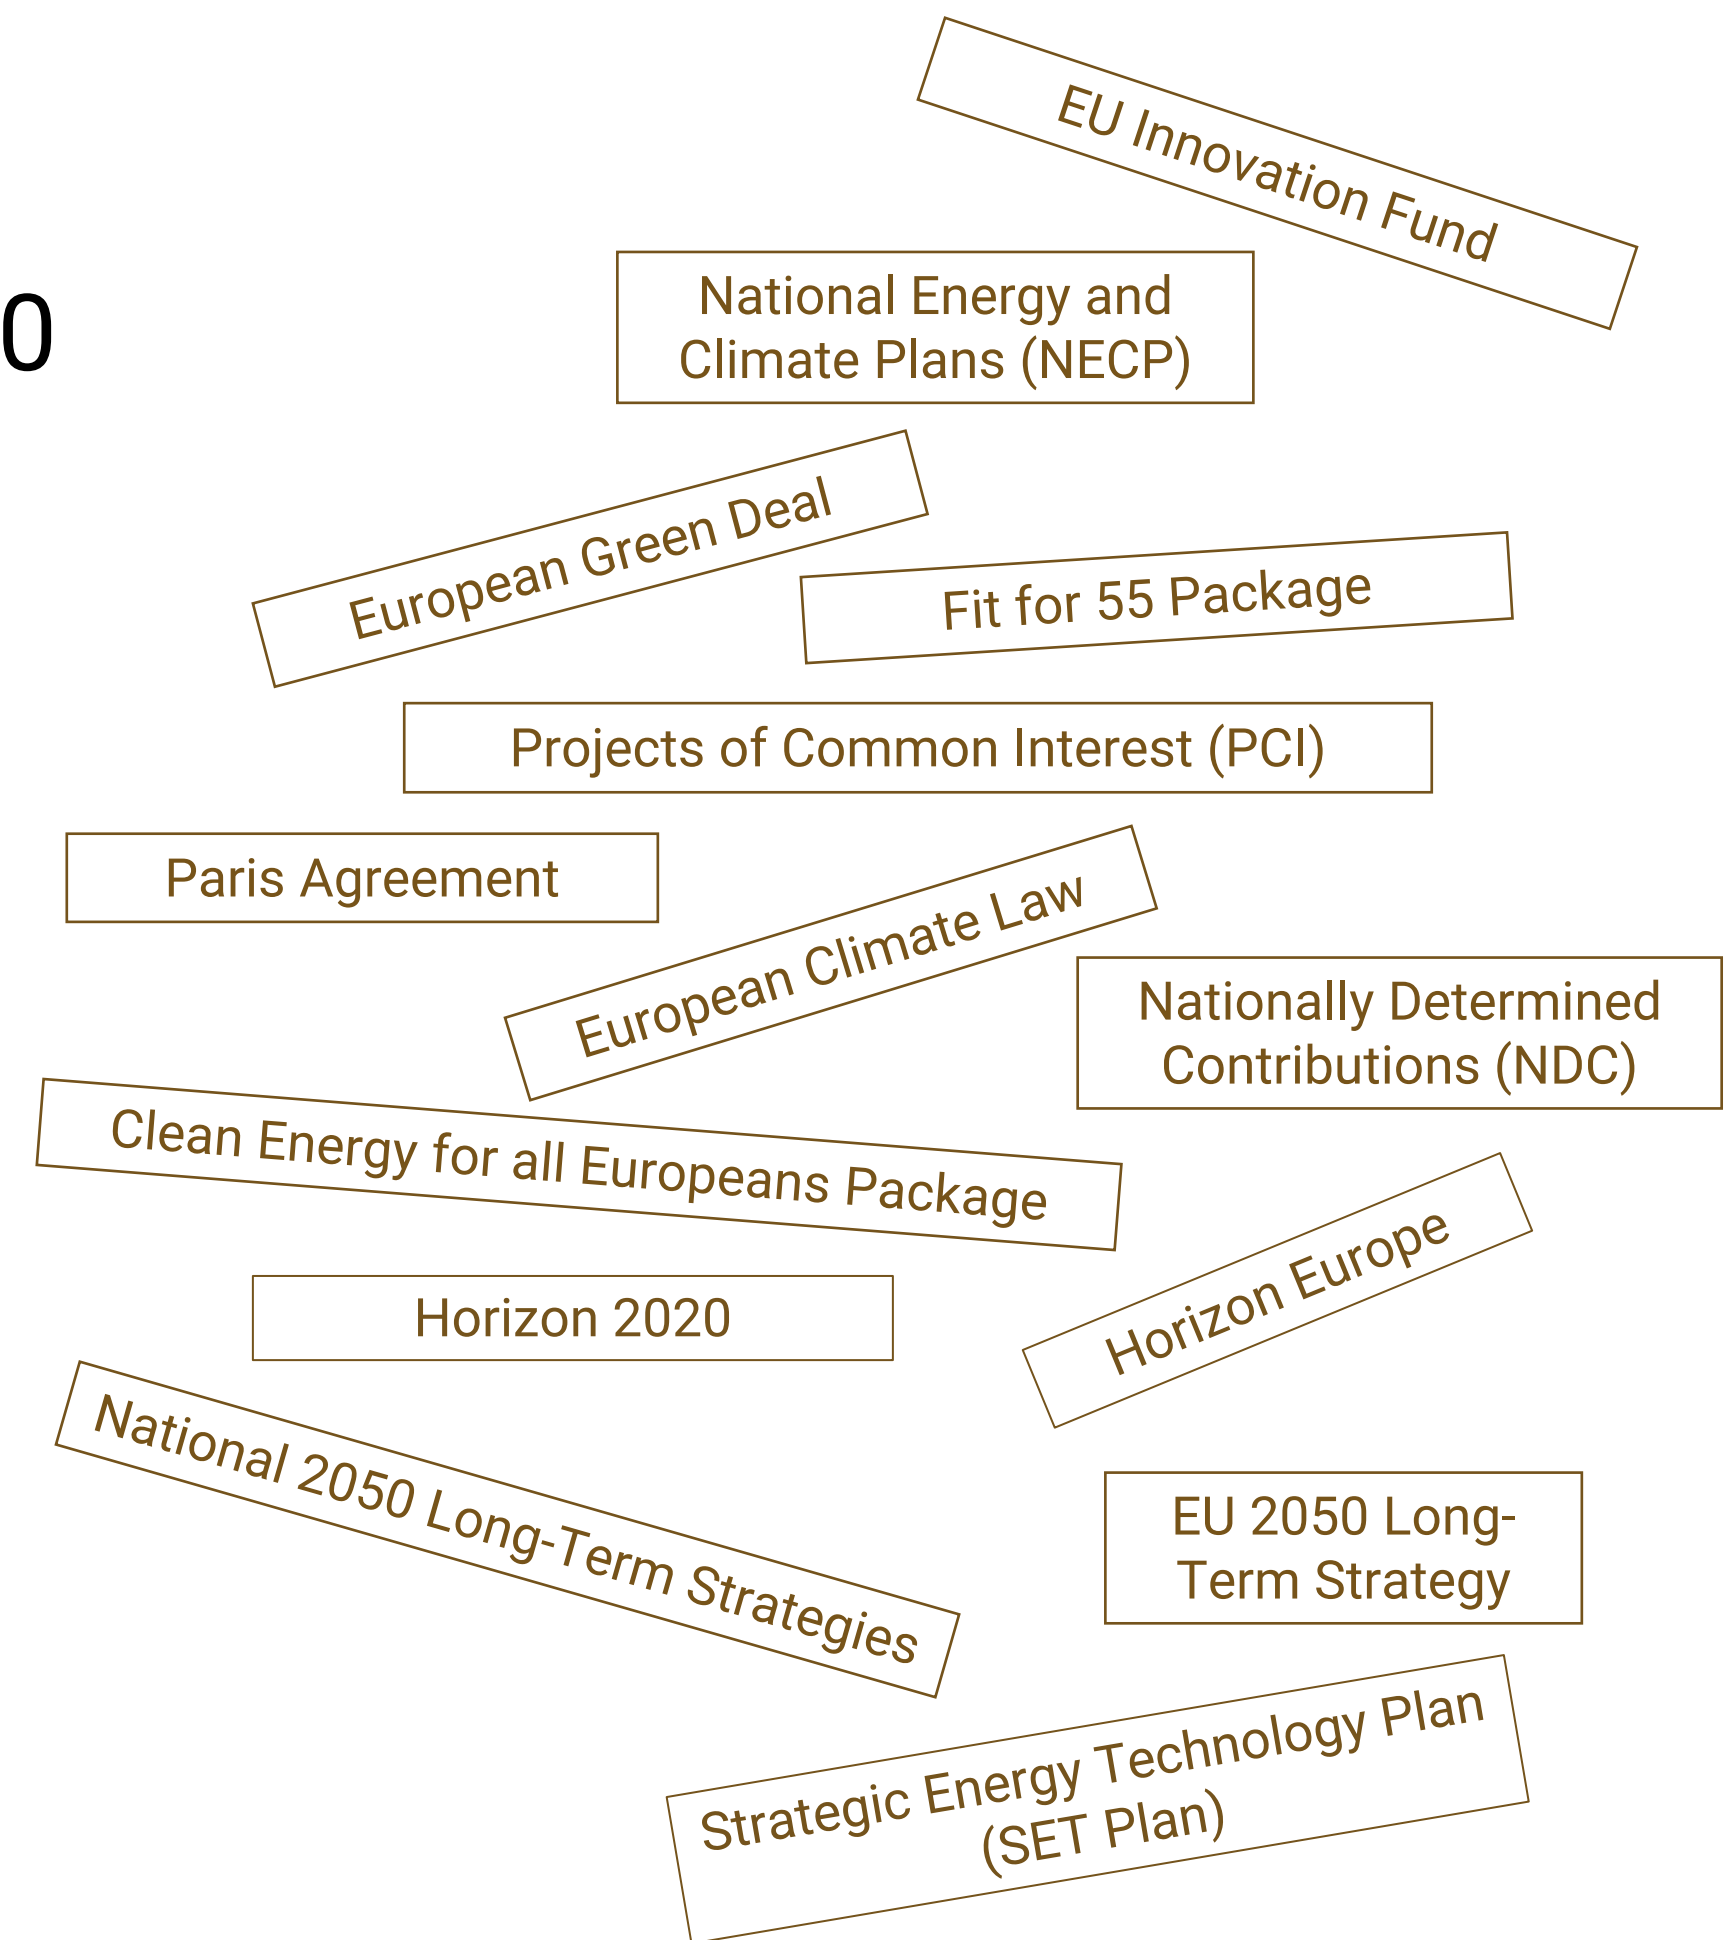 EU Innovation Fund
0
National Energy and
Climate Plans (NECP)
European Green Deal
Fit for 55 Package
Projects of Common Interest (PCI)
Paris Agreement
European Climate Law
Nationally Determined
Contributions (NDC)
Clean Energy for all Europeans Package
Horizon Europe
Horizon 2020
National 2050 Long-Term Strategies
EU 2050 Long-
Term Strategy
Strategic Energy Technology Plan
(SET Plan)